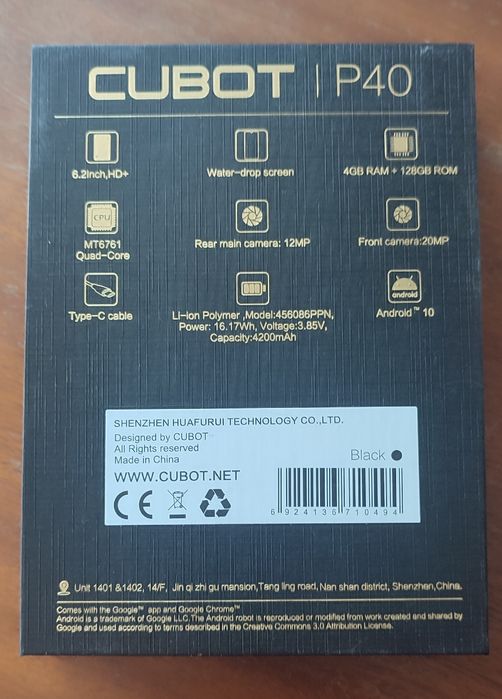 CUBOT | P40
6.2inch,HD+
Water-drop screen
4GB RAM + 128GB ROM
CPU
MT6761
Quad-Core
Rear main camera: 12MP
Front camera:20MP
Type-C cable
Li-ion Polymer ,Model:456086PPN,
Power: 16.17Wh, Voltage:3.85V,
Capacity:4200mAh
android
Android™ 10
SHENZHEN HUAFURUI TECHNOLOGY CO.,LTD.
Designed by CUBOT
All Rights reserved
Made in China
Black
WWW.CUBOT.NET
CE
6 924136 710494
Unit 1401 &1402, 14/F, Jin qi zhi gu mansion,Tang ling road, Nan shan district, Shenzhen,China.
Comes with the Google™ app and Google Chrome™
Android is a trademark of Google LLC.The Android robot is reproduced or modified from work created and shared by
Google and used according to terms described in the Creative Commons 3.0 Attribution License.